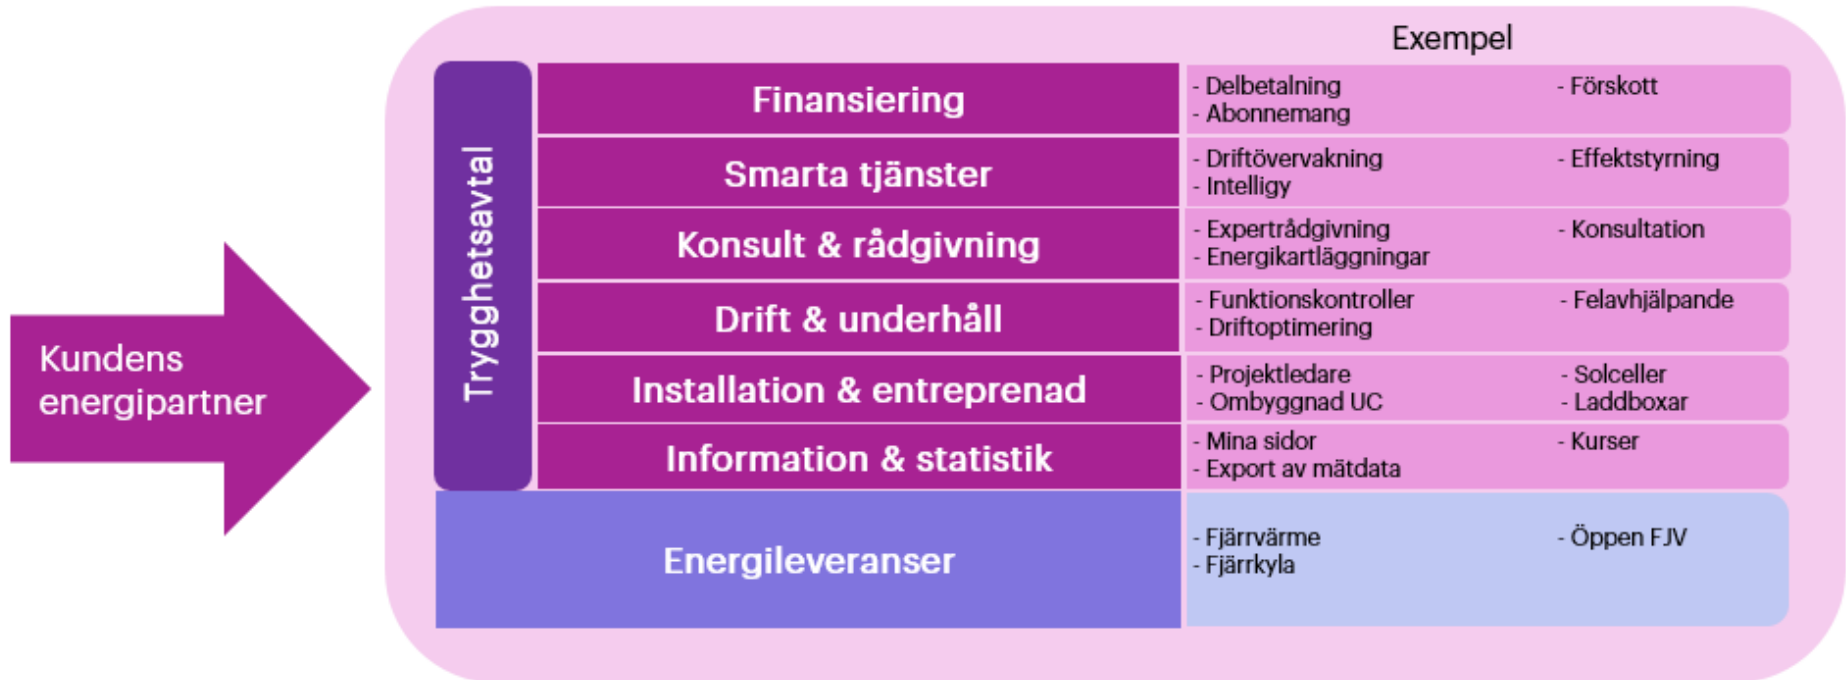 Exempel
Kundens
energipartner
Trygghetsavtal
Finansiering
- Delbetalning
- Abonnemang
- Förskott
Smarta tjänster
- Driftövervakning
- Intelligy
- Effektstyrning
Konsult & rådgivning
- Expertrådgivning
- Energikartläggningar
- Konsultation
Drift & underhåll
- Funktionskontroller
- Driftoptimering
- Felavhjälpande
Installation & entreprenad
- Projektledare
- Ombyggnad UC
- Solceller
- Laddboxar
Information & statistik
- Mina sidor
- Export av mätdata
- Kurser
Energileveranser
- Fjärrvärme
- Fjärrkyla
- Öppen FJV